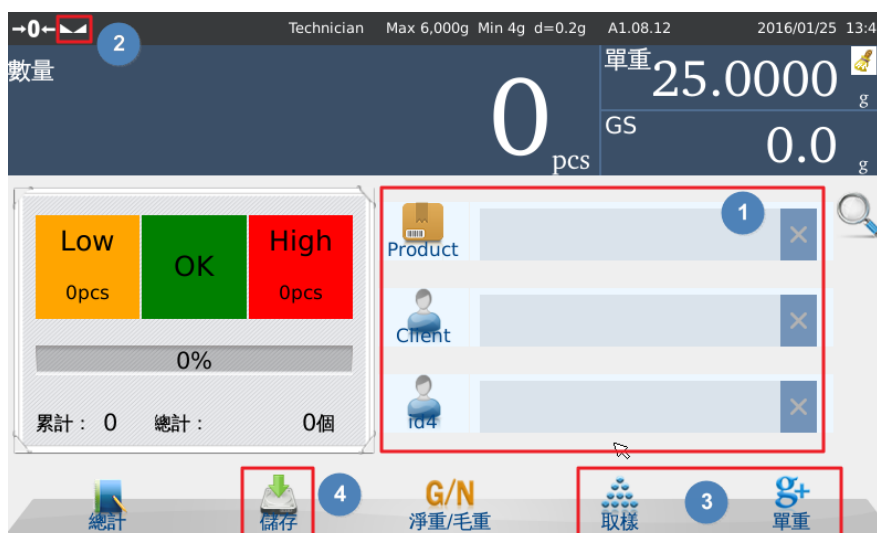 →0← Technician Max 6,000g Min 4g d=0.2g A1.08.12 2016/01/25 13:4
2
數量
0 pcs
單重 25.0000 g
GS 0.0 g
1
Low OK High
0pcs 0pcs
0%
累計： 0 總計： 0個
Product
Client
id4
總計
儲存
4
G/N
淨重/毛重
取樣
3
g+
單重